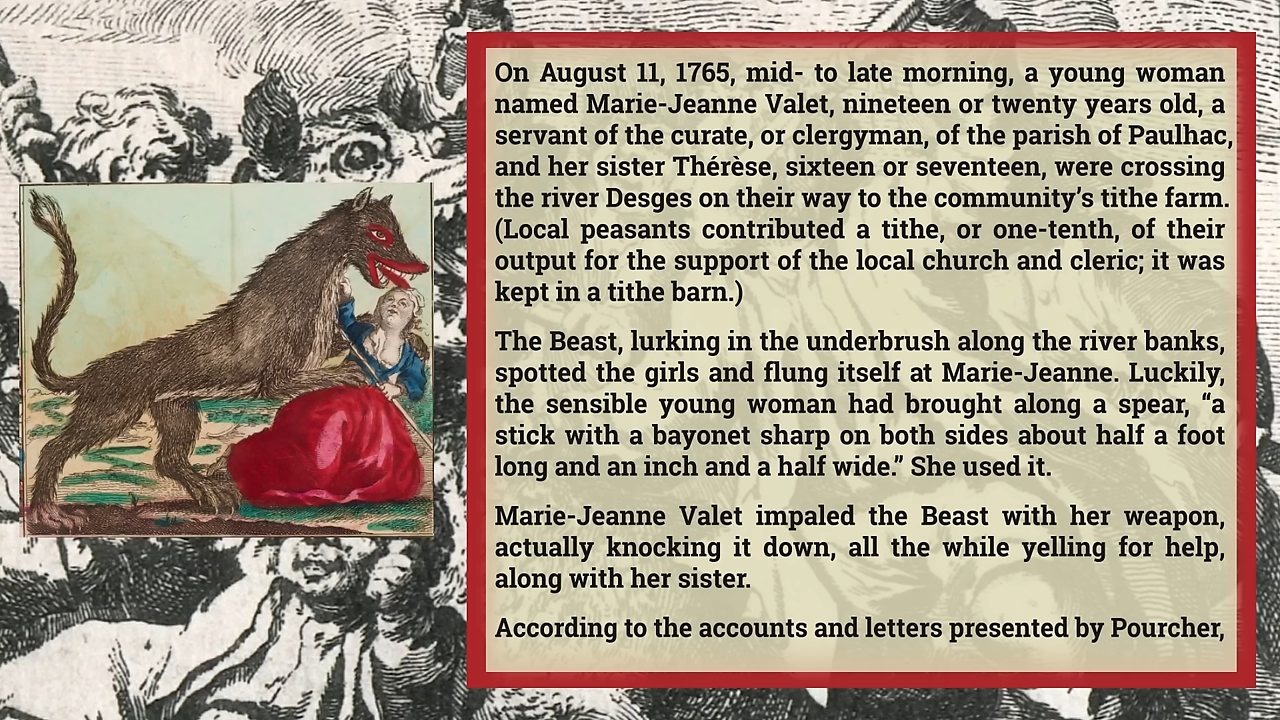 On August 11, 1765, mid- to late morning, a young woman
named Marie-Jeanne Valet, nineteen or twenty years old, a
servant of the curate, or clergyman, of the parish of Paulhac,
and her sister Thérèse, sixteen or seventeen, were crossing
the river Desges on their way to the community’s tithe farm.
(Local peasants contributed a tithe, or one-tenth, of their
output for the support of the local church and cleric; it was
kept in a tithe barn.)
The Beast, lurking in the underbrush along the river banks,
spotted the girls and flung itself at Marie-Jeanne. Luckily,
the sensible young woman had brought along a spear, “a
stick with a bayonet sharp on both sides about half a foot
long and an inch and a half wide.” She used it.
Marie-Jeanne Valet impaled the Beast with her weapon,
actually knocking it down, all the while yelling for help,
along with her sister.
According to the accounts and letters presented by Pourcher,